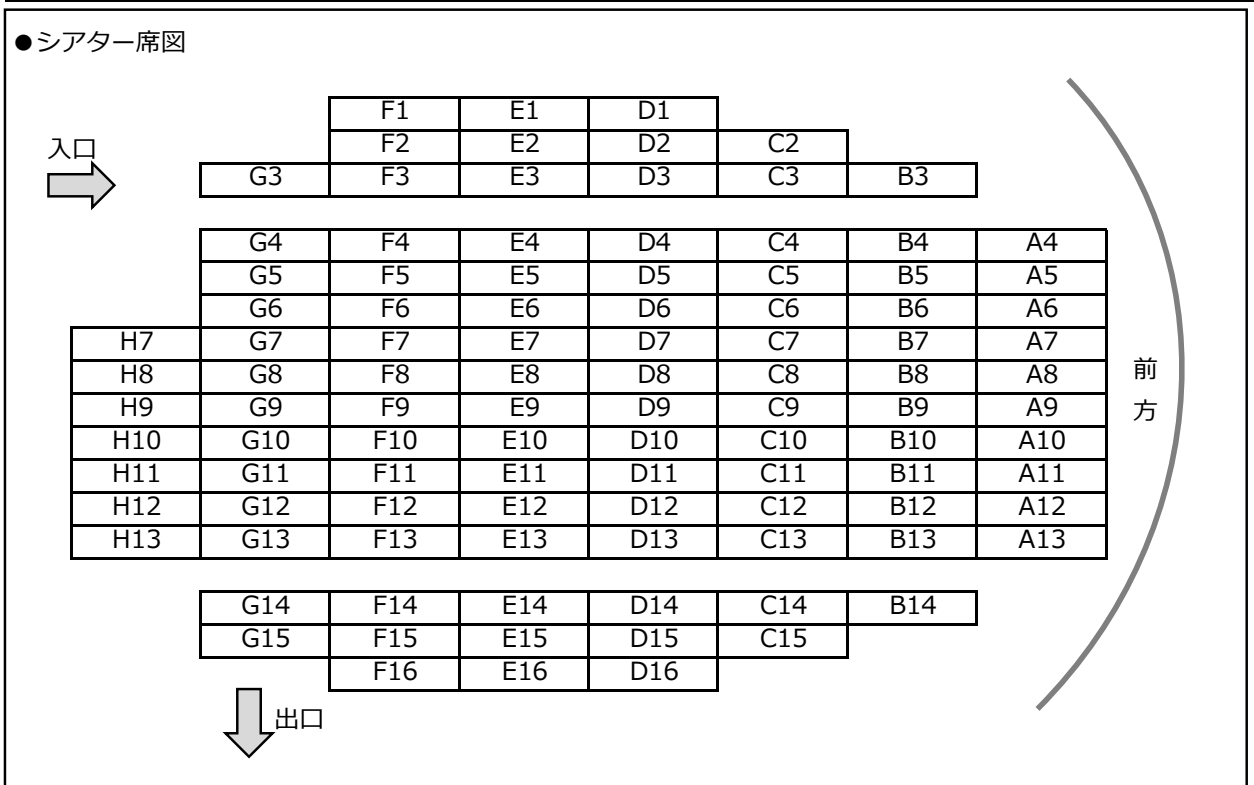 ●シアター席図
F1 E1 D1
入口
F2 E2 D2 C2
G3 F3 E3 D3 C3 B3
G4 F4 E4 D4 C4 B4 A4
G5 F5 E5 D5 C5 B5 A5
G6 F6 E6 D6 C6 B6 A6
H7 G7 F7 E7 D7 C7 B7 A7
H8 G8 F8 E8 D8 C8 B8 A8
H9 G9 F9 E9 D9 C9 B9 A9
前方
H10 G10 F10 E10 D10 C10 B10 A10
H11 G11 F11 E11 D11 C11 B11 A11
H12 G12 F12 E12 D12 C12 B12 A12
H13 G13 F13 E13 D13 C13 B13 A13
G14 F14 E14 D14 C14 B14
G15 F15 E15 D15 C15
F16 E16 D16
出口